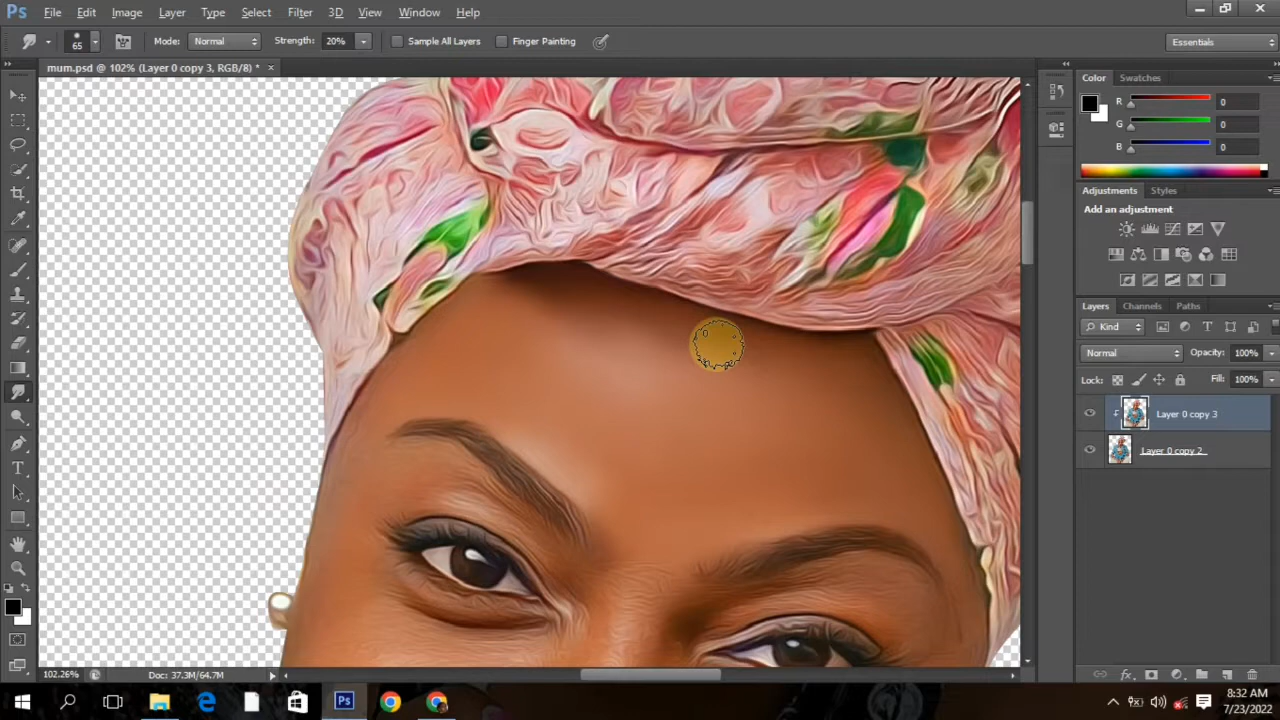 Ps File Edit Image Layer Type Select Filter 3D View Window Help
65 Mode: Normal Strength: 20% Sample All Layers Finger Painting Essentials
mum.psd @ 102% (Layer 0 copy 3, RGB/8) * ×
Color Swatches
R 0
G 0
B 0
Adjustments Styles
Add an adjustment
Layers Channels Paths
Kind
Normal Opacity: 100%
Lock: Fill: 100%
Layer 0 copy 3
Layer 0 copy 2
102.26% Doc: 37.3M/64.7M
Ps 8:32 AM
7/23/2022